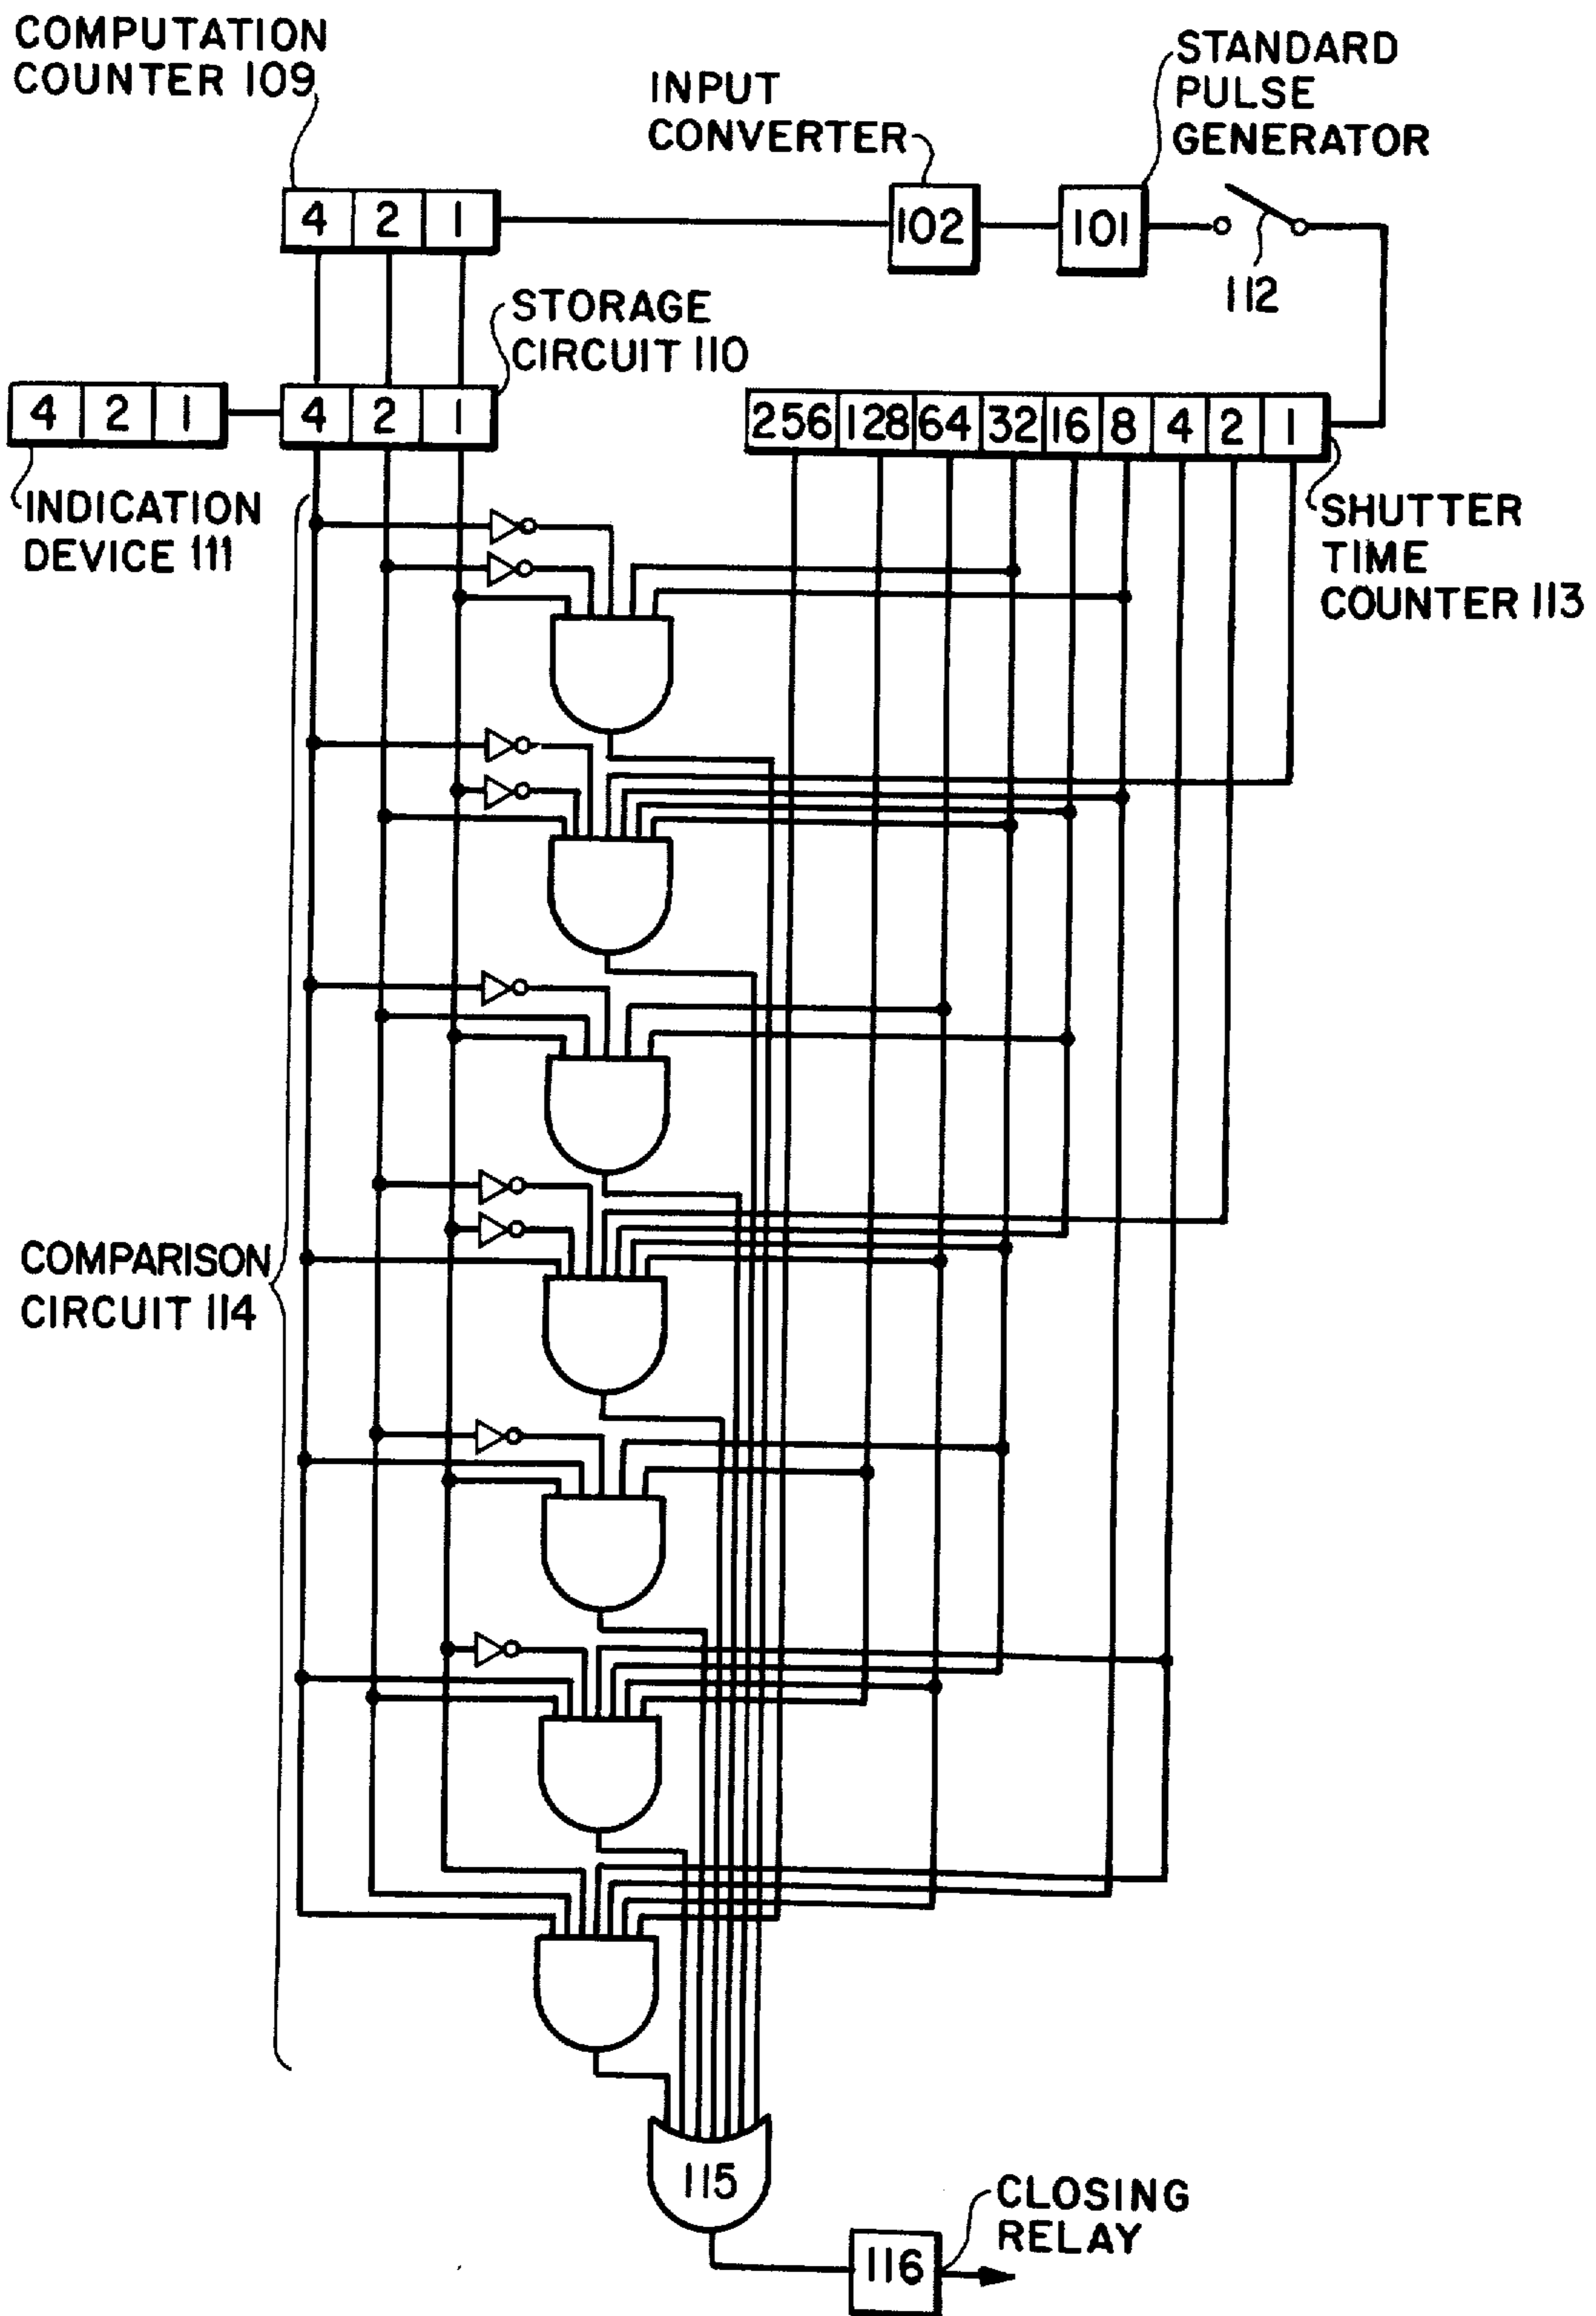 COMPUTATION
COUNTER 109
STANDARD
PULSE
GENERATOR
INPUT
CONVERTER
4 2 1
102
101
112
STORAGE
CIRCUIT 110
4 2 1
4 2 1
256 128 64 32 16 8 4 2 1
INDICATION
DEVICE 111
SHUTTER
TIME
COUNTER 113
COMPARISON
CIRCUIT 114
115
CLOSING
RELAY
116